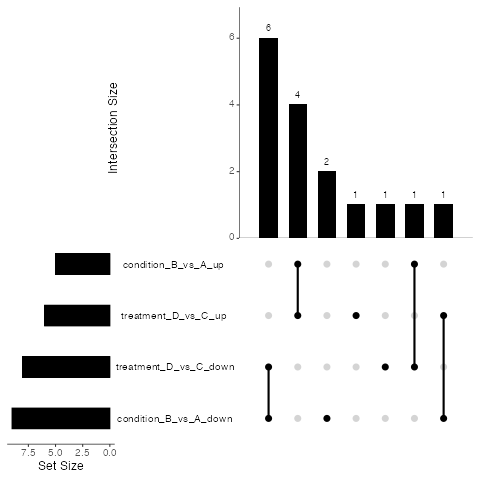 6
6
4
4
2
2
1
1
1
1
0
Intersection Size
condition_B_vs_A_up
treatment_D_vs_C_up
treatment_D_vs_C_down
condition_B_vs_A_down
7.5 5.0 2.5 0.0
Set Size